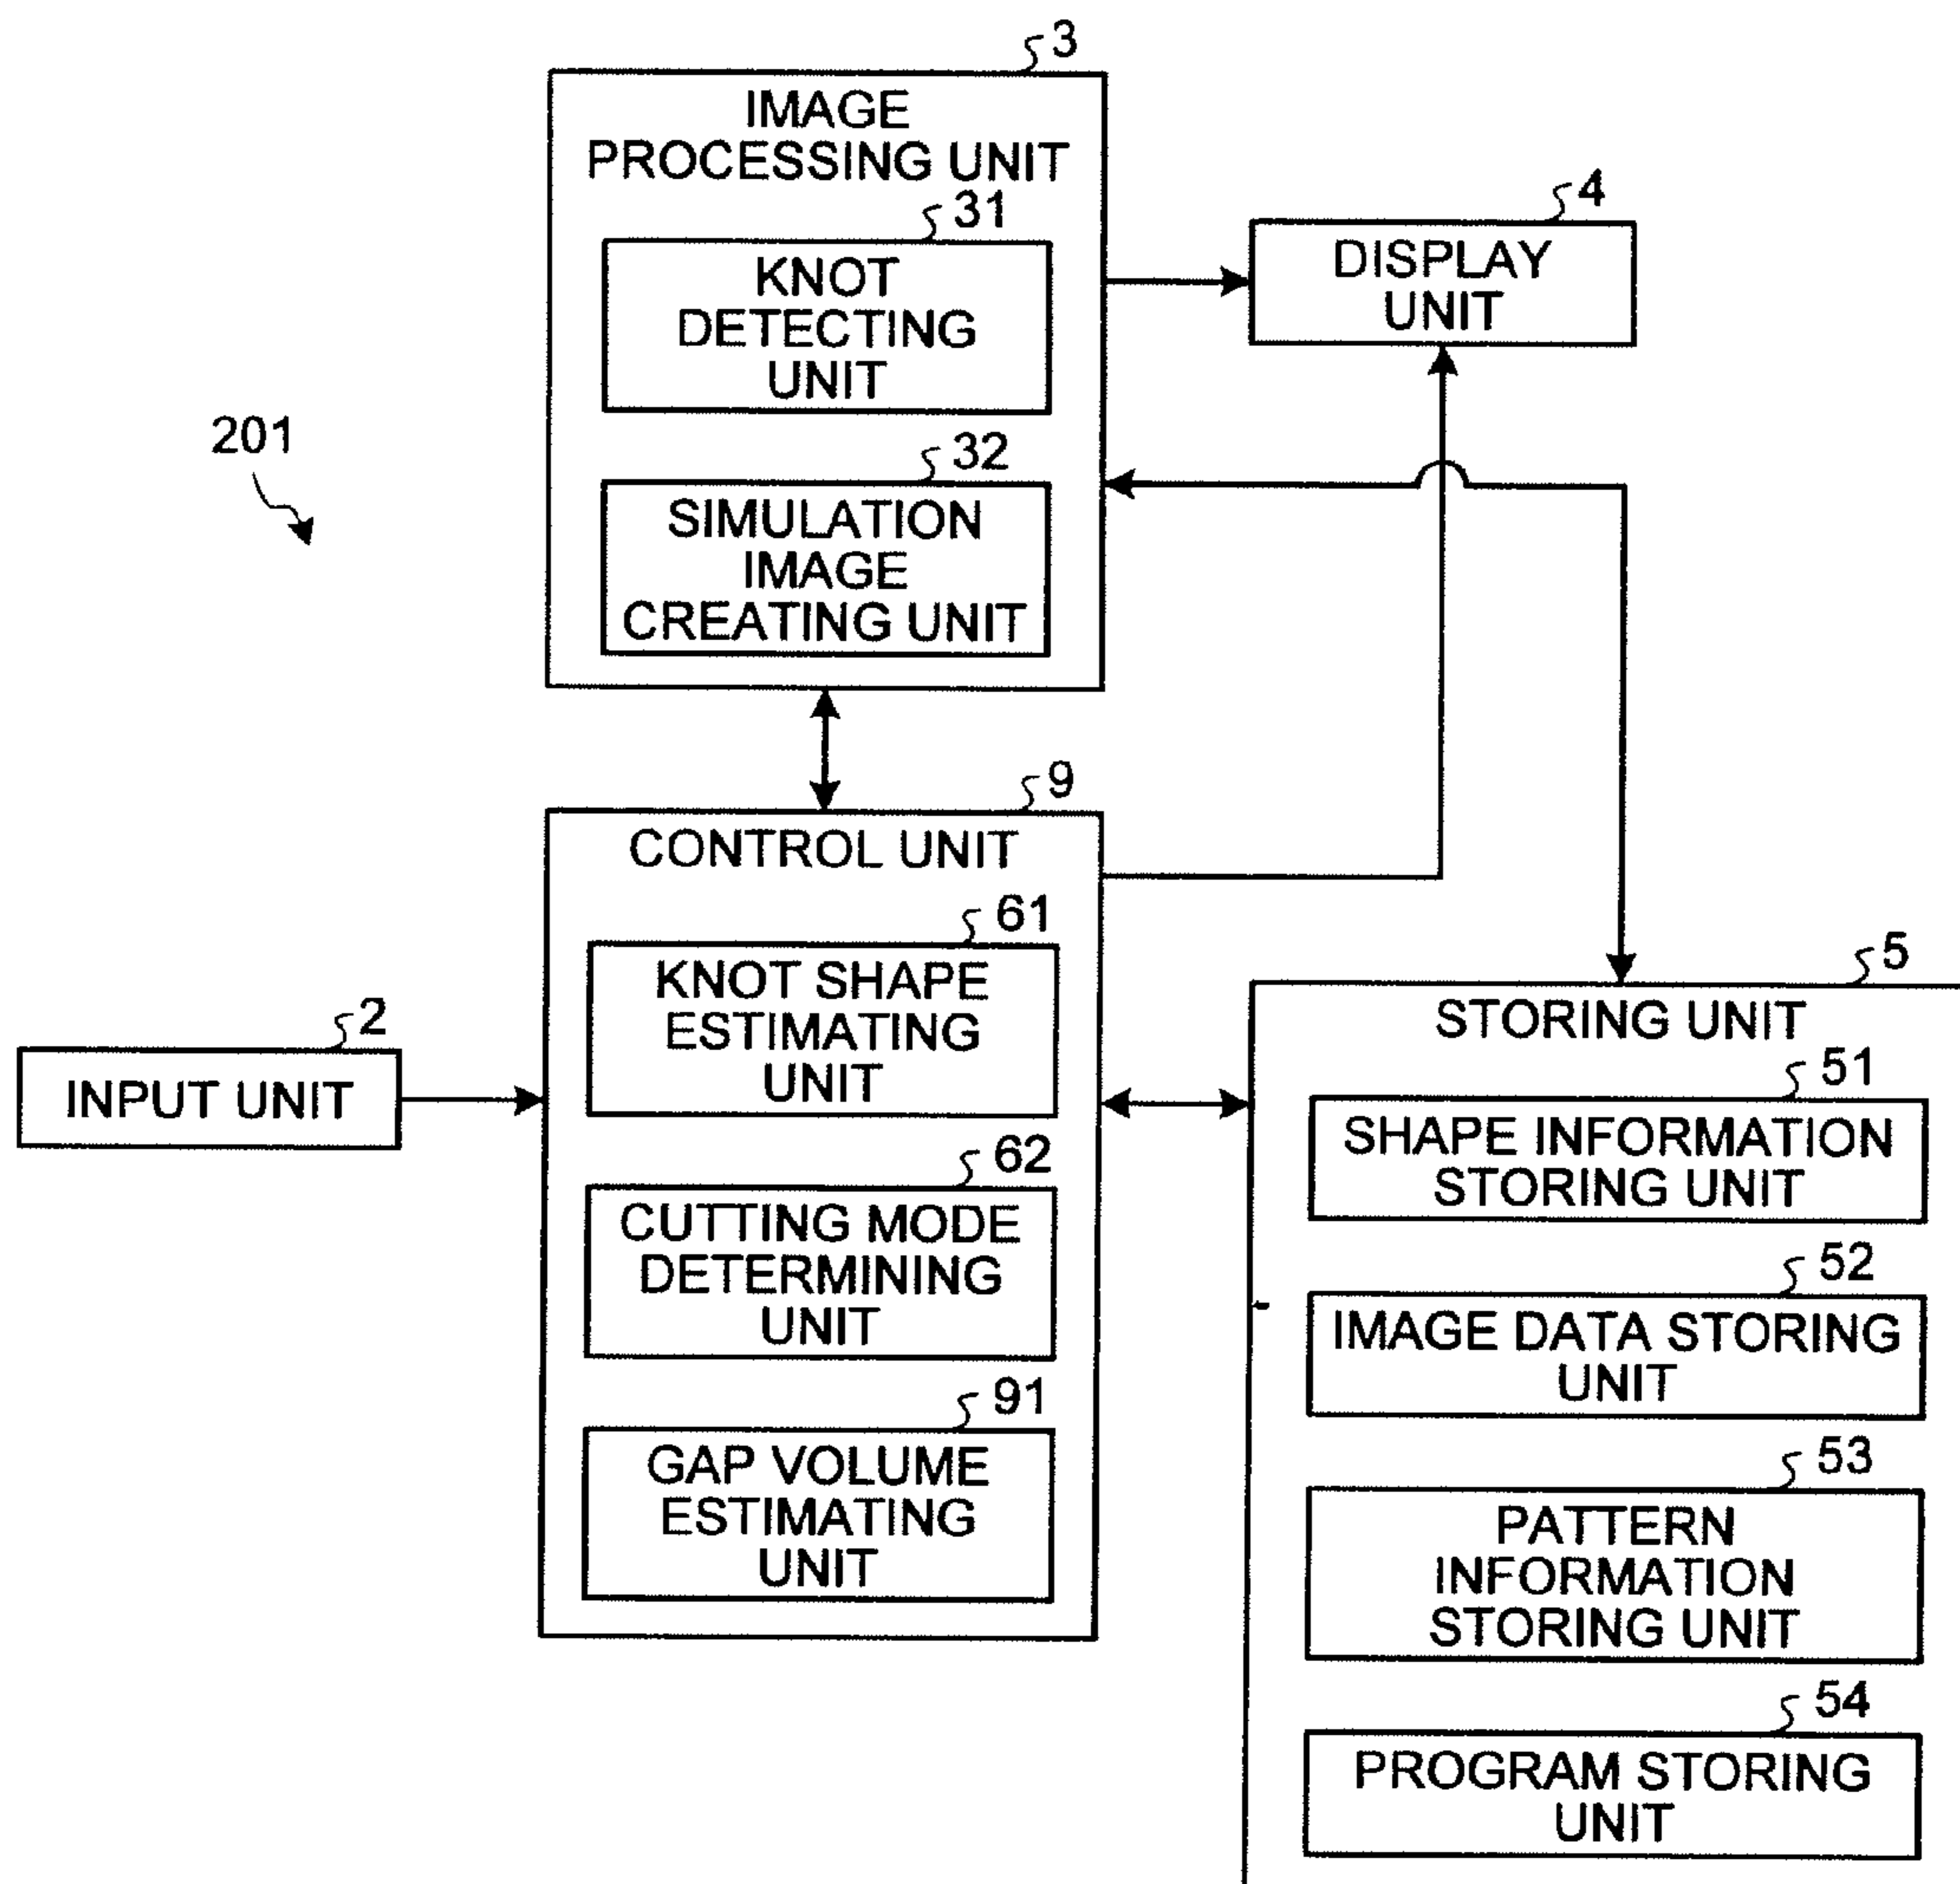 3
IMAGE
PROCESSING UNIT
31
KNOT
DETECTING
UNIT
32
SIMULATION
IMAGE
CREATING UNIT
4
DISPLAY
UNIT
201
9
CONTROL UNIT
61
KNOT SHAPE
ESTIMATING
UNIT
62
CUTTING MODE
DETERMINING
UNIT
91
GAP VOLUME
ESTIMATING
UNIT
2
INPUT UNIT
5
STORING UNIT
51
SHAPE INFORMATION
STORING UNIT
52
IMAGE DATA STORING
UNIT
53
PATTERN
INFORMATION
STORING UNIT
54
PROGRAM STORING
UNIT